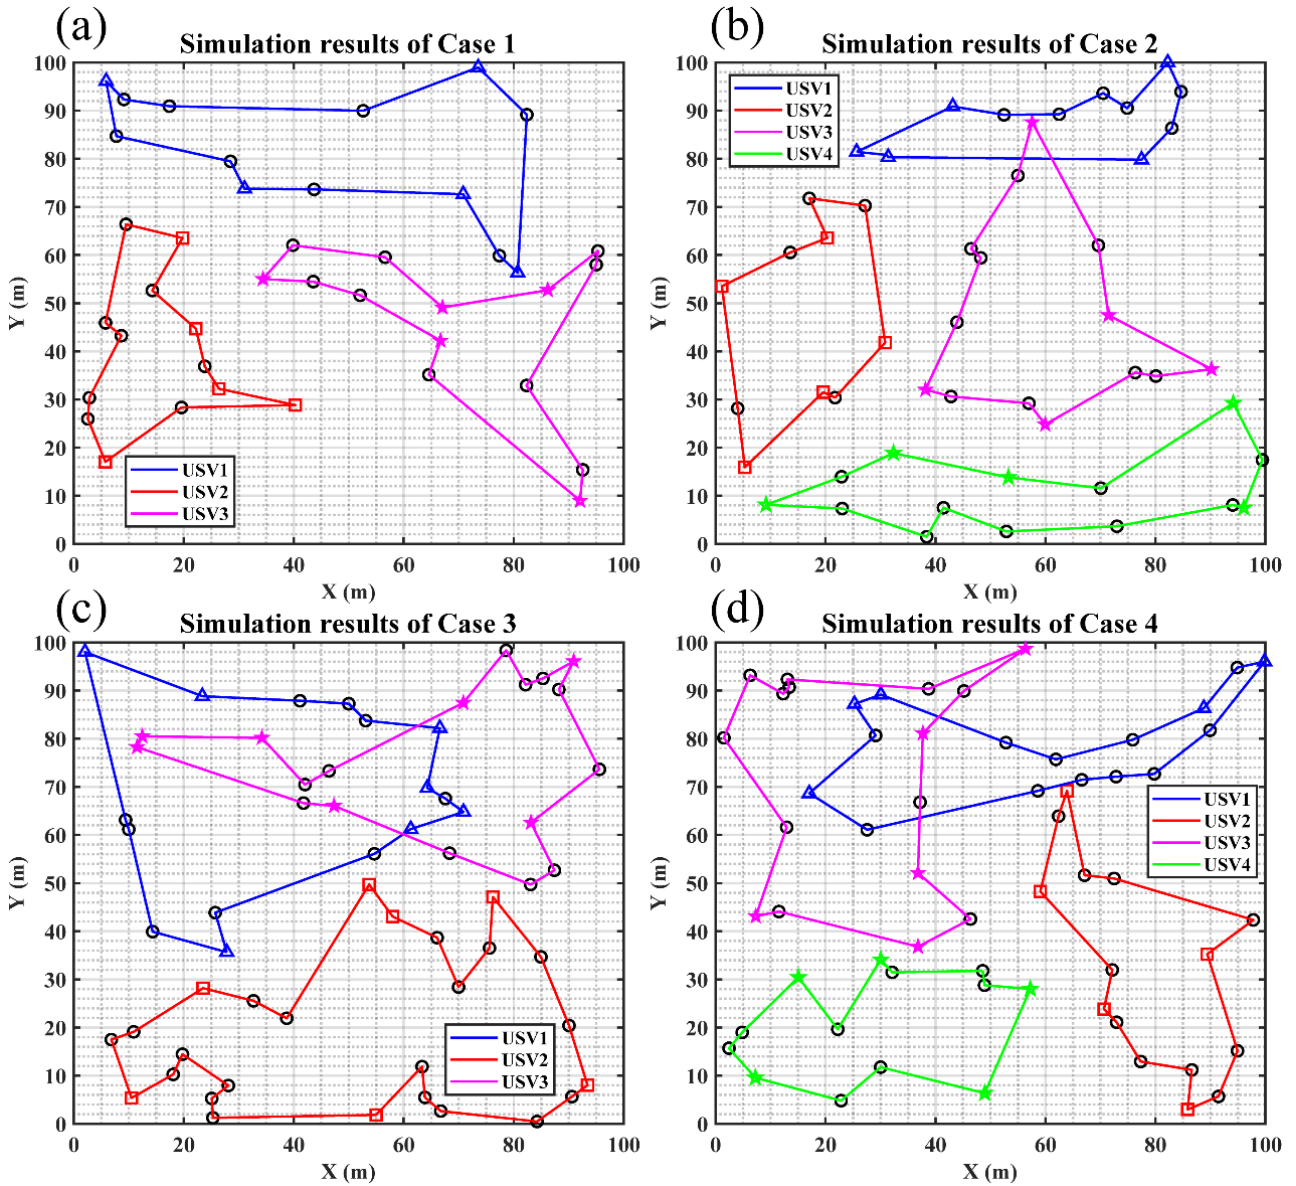 (a)
Simulation results of Case 1
100
90
80
70
60
50
40
30
20
10
0
Y (m)
USV1
USV2
USV3
0 20 40 60 80 100
X (m)
(b)
Simulation results of Case 2
100
90
80
70
60
50
40
30
20
10
0
Y (m)
USV1
USV2
USV3
USV4
0 20 40 60 80 100
X (m)
(c)
Simulation results of Case 3
100
90
80
70
60
50
40
30
20
10
0
Y (m)
USV1
USV2
USV3
0 20 40 60 80 100
X (m)
(d)
Simulation results of Case 4
100
90
80
70
60
50
40
30
20
10
0
Y (m)
USV1
USV2
USV3
USV4
0 20 40 60 80 100
X (m)